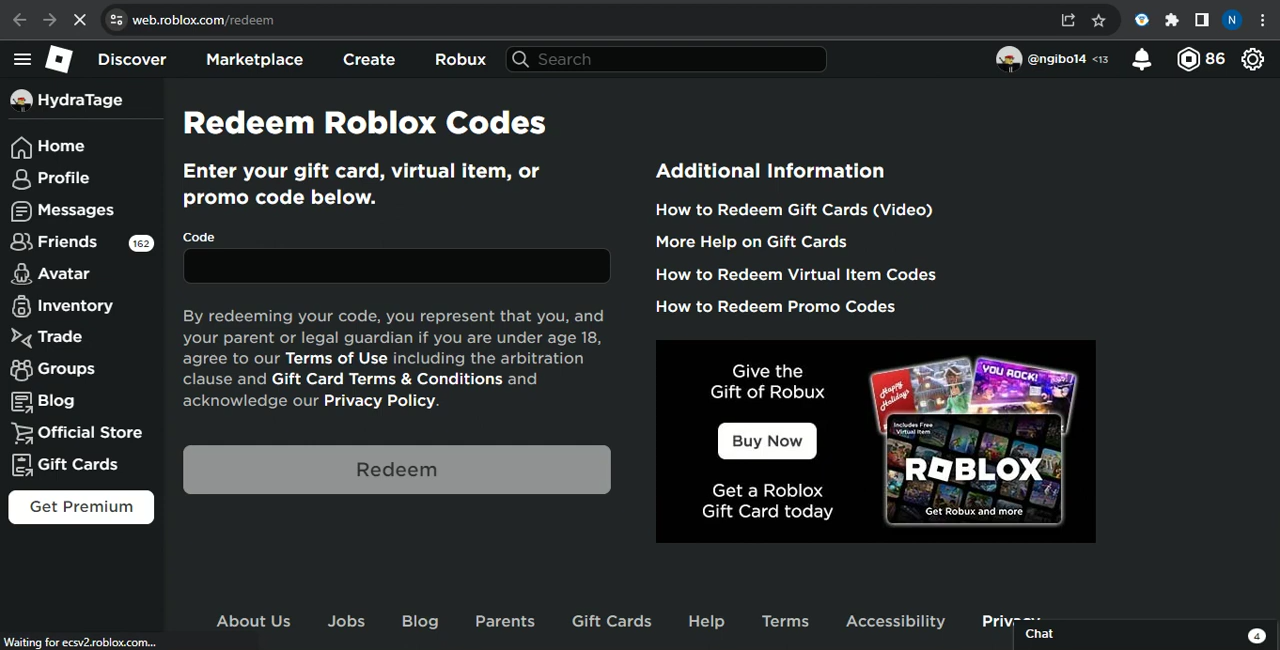 web.roblox.com/redeem
N
Discover Marketplace Create Robux Search @ngibo14 <13 86
HydraTage
Home
Profile
Messages
Friends 162
Avatar
Inventory
Trade
Groups
Blog
Official Store
Gift Cards
Get Premium
Redeem Roblox Codes
Enter your gift card, virtual item, or
promo code below.
Code
By redeeming your code, you represent that you, and
your parent or legal guardian if you are under age 18,
agree to our Terms of Use including the arbitration
clause and Gift Card Terms & Conditions and
acknowledge our Privacy Policy.
Redeem
Additional Information
How to Redeem Gift Cards (Video)
More Help on Gift Cards
How to Redeem Virtual Item Codes
How to Redeem Promo Codes
Give the
Gift of Robux
Buy Now
Get a Roblox
Gift Card today
Happy
Holidays
YOU ROCK!
Includes Free
Virtual Item
ROBLOX
Get Robux and more
About Us Jobs Blog Parents Gift Cards Help Terms Accessibility Privacy
Chat 4
Waiting for ecsv2.roblox.com...